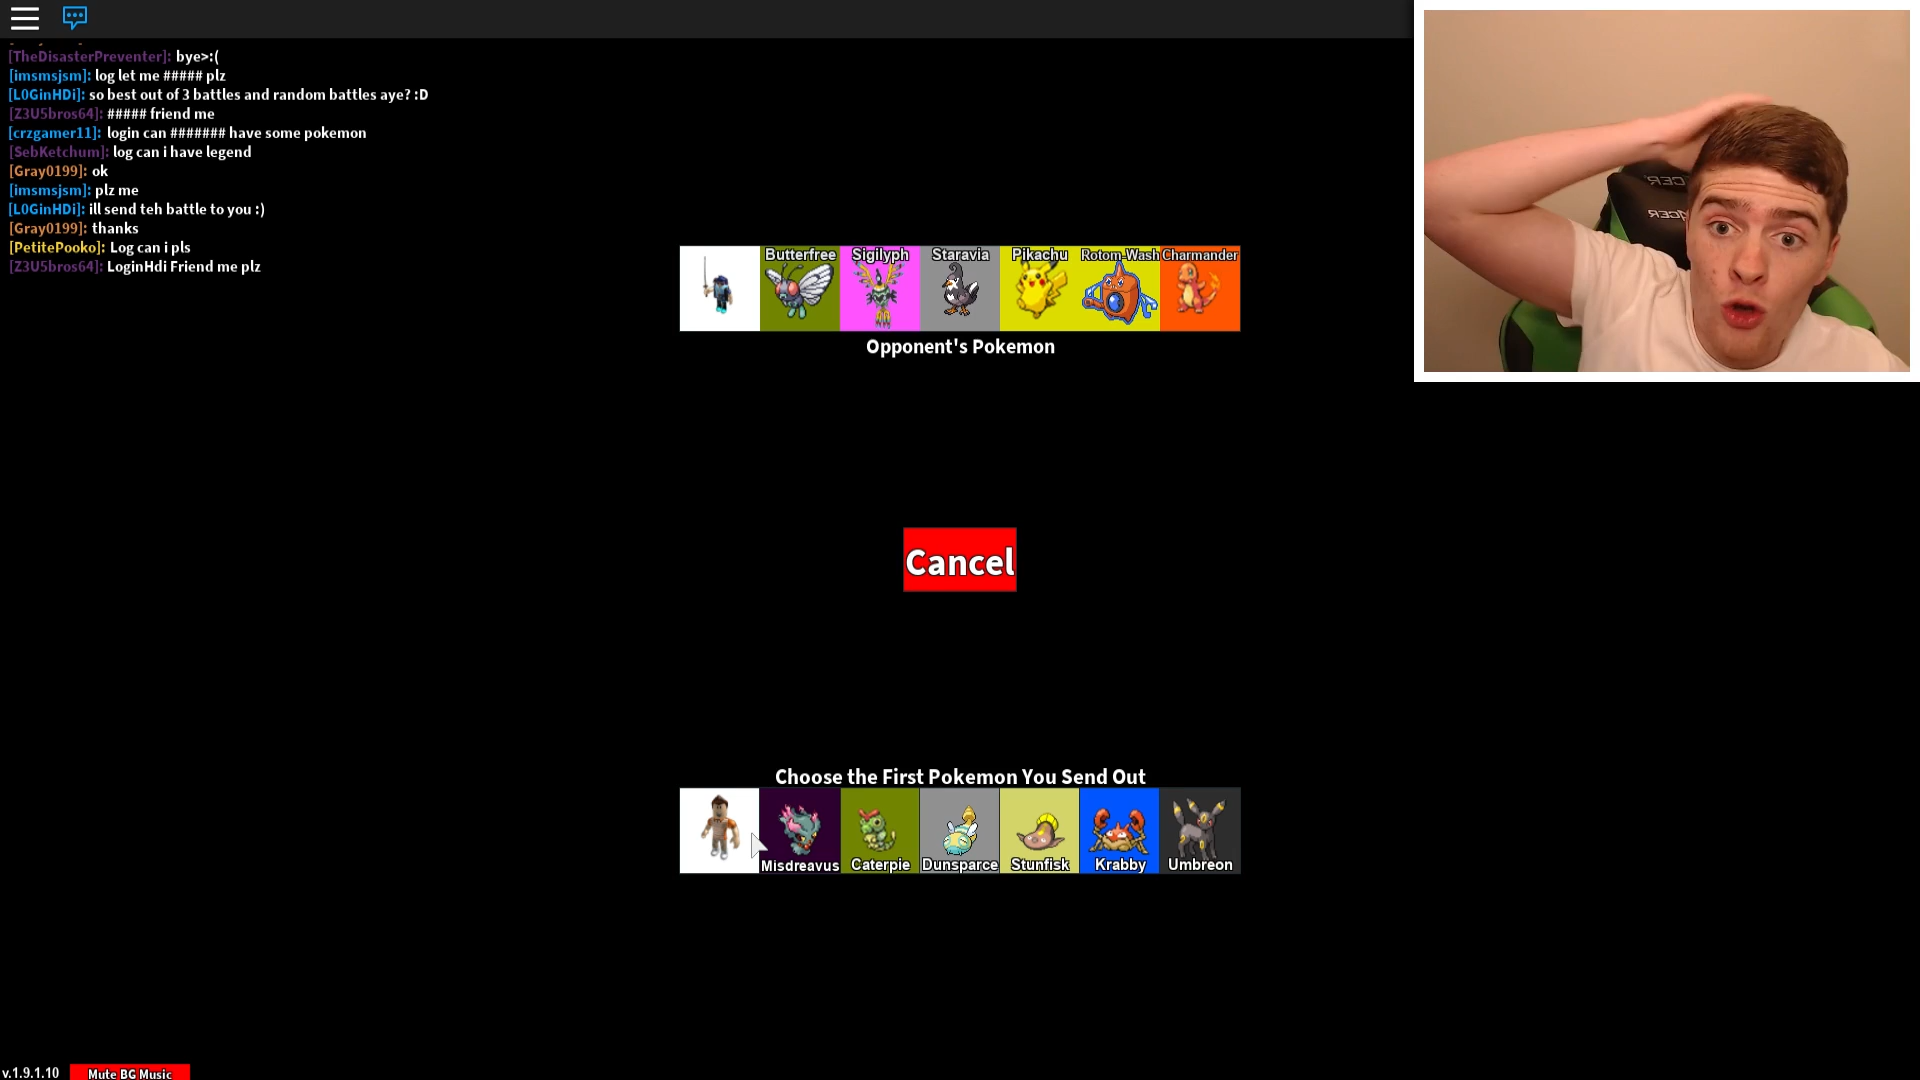 [TheDisasterPreventer]: bye>:(
[imsmsjsm]: log let me ##### plz
[L0GinHDi]: so best out of 3 battles and random battles aye? :D
[Z3U5bros64]: ##### friend me
[crzgamer11]: login can ####### have some pokemon
[SebKetchum]: log can i have legend
[Gray0199]: ok
[imsmsjsm]: plz me
[L0GinHDi]: ill send teh battle to you :)
[Gray0199]: thanks
[PetitePooko]: Log can i pls
[Z3U5bros64]: LoginHdi Friend me plz
Butterfree Sigilyph Staravia Pikachu Rotom-Wash Charmander
Opponent's Pokemon
Cancel
Choose the First Pokemon You Send Out
Misdreavus Caterpie Dunsparce Stunfisk Krabby Umbreon
v.1.9.1.10 Mute BG Music